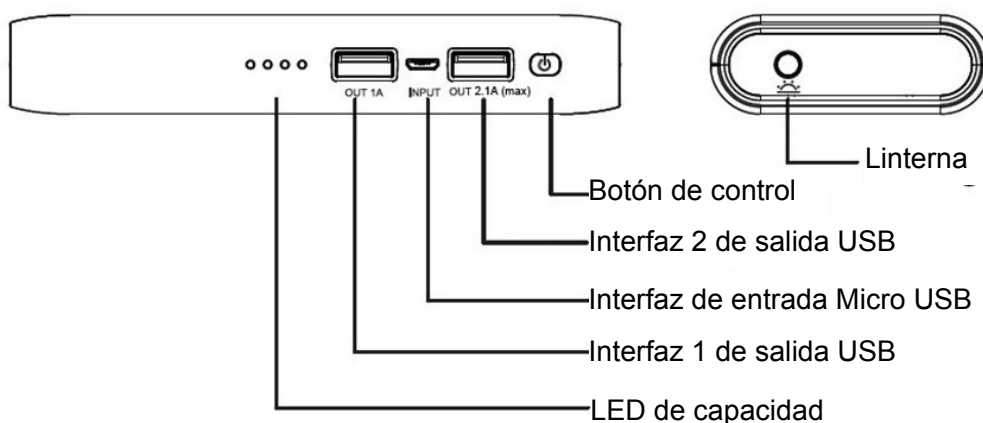 OUT 1A
INPUT
OUT 2.1A (max)
Linterna
Botón de control
Interfaz 2 de salida USB
Interfaz de entrada Micro USB
Interfaz 1 de salida USB
LED de capacidad